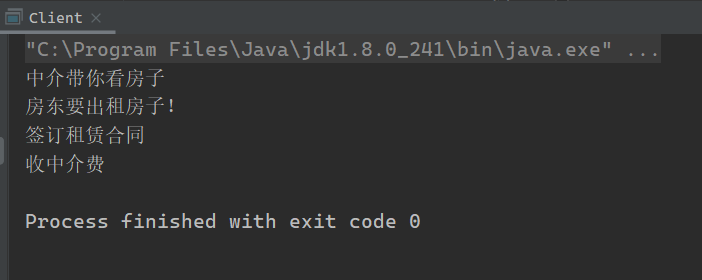 Client
"C:\Program Files\Java\jdk1.8.0_241\bin\java.exe" ...
中介带你看房子
房东要出租房子!
签订租赁合同
收中介费
Process finished with exit code 0